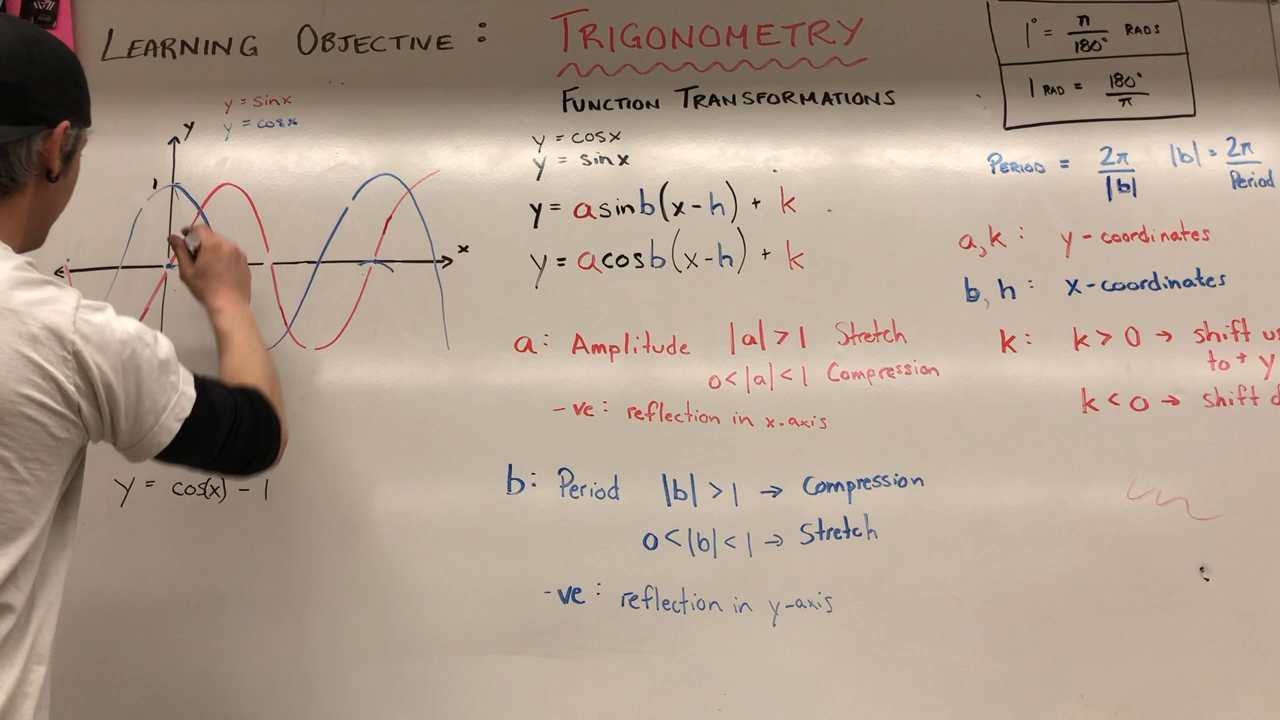 LEARNING OBJECTIVE : TRIGONOMETRY
FUNCTION TRANSFORMATIONS
y = sinx
y = cosx
y
1
x
y = cosx
y = sinx
y = asinb(x-h) + k
y = acosb(x-h) + k
a: Amplitude |a| > 1 Stretch
0<|a|<1 Compression
-ve: reflection in x-axis
b: Period |b| > 1 → Compression
0<|b|<1 → Stretch
-ve: reflection in y-axis
y = cos(x) - 1
1° = π/180° RADS
1 RAD = 180°/π
PERIOD = 2π/|b| |b| = 2π/Period
a,k: y-coordinates
b,h: x-coordinates
k: k > 0 → shift
to + y
k < 0 → shift